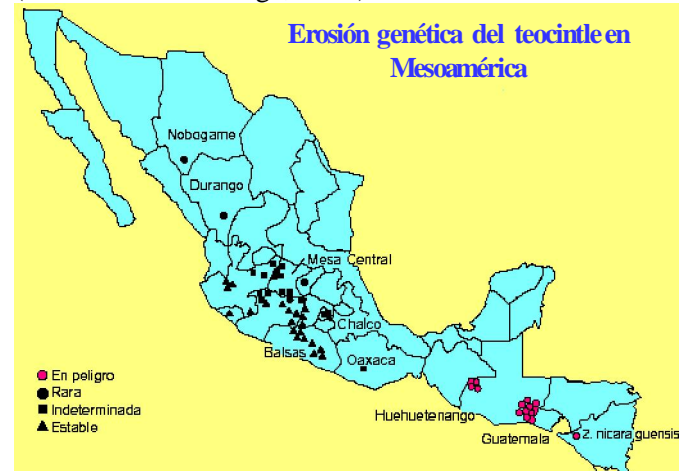 Erosión genética del teocintle en
Mesoamérica
Nobogame
Durango
Mesa Central
Chalco
Balsas
Oaxaca
En peligro
Rara
Indeterminada
Estable
Huehuetenango
Guatemala
Z. nicaraguensis